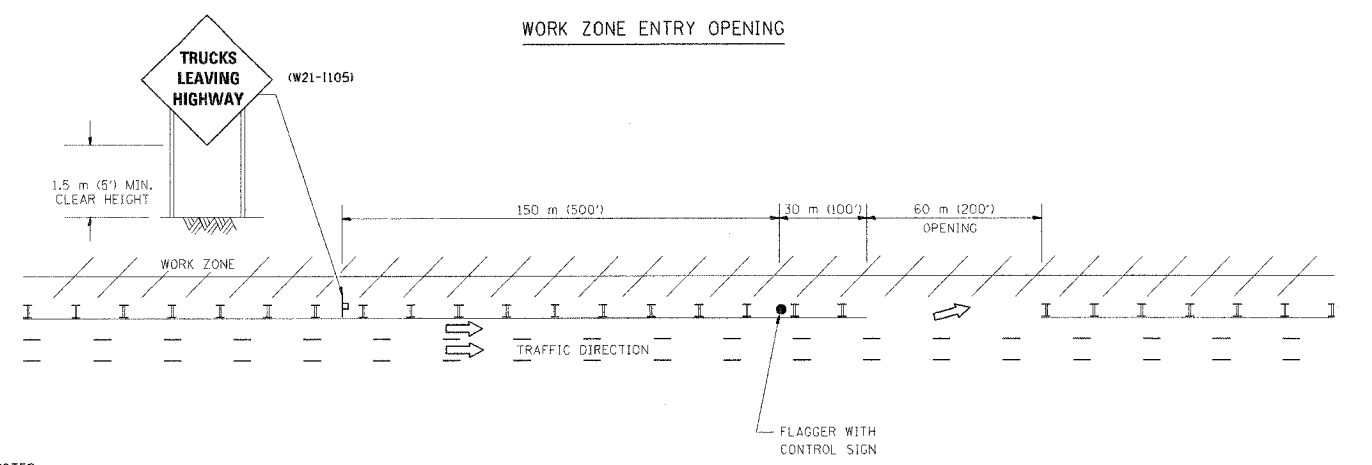 WORK ZONE ENTRY OPENING
TRUCKS
LEAVING
HIGHWAY
(W21-I105)
1.5 m (5') MIN.
CLEAR HEIGHT
150 m (500')
30 m (100')
60 m (200')
OPENING
WORK ZONE
TRAFFIC DIRECTION
FLAGGER WITH
CONTROL SIGN